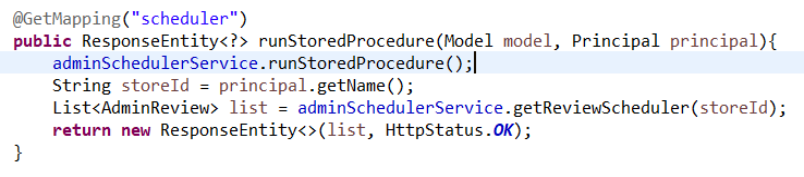 @GetMapping("scheduler")
public ResponseEntity<?> runStoredProcedure(Model model, Principal principal){
    adminSchedulerService.runStoredProcedure();
    String storeId = principal.getName();
    List<AdminReview> list = adminSchedulerService.getReviewScheduler(storeId);
    return new ResponseEntity<>(list, HttpStatus.OK);
}